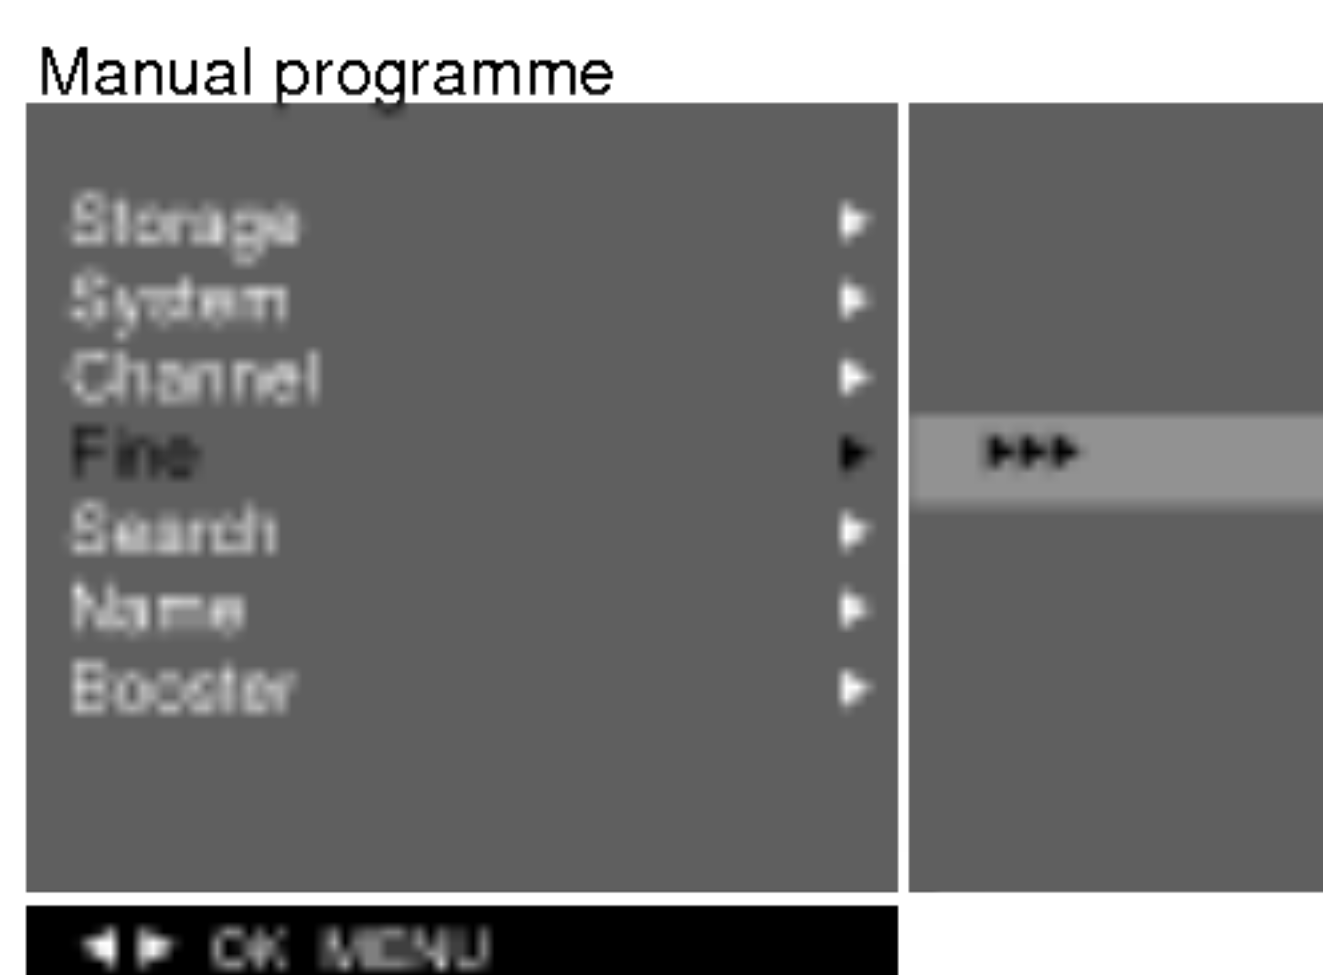 Manual programme
Storage ►
System ►
Channel ►
Fine ► ►►►
Search ►
Name ►
Booster ►
◄ ► OK MENU